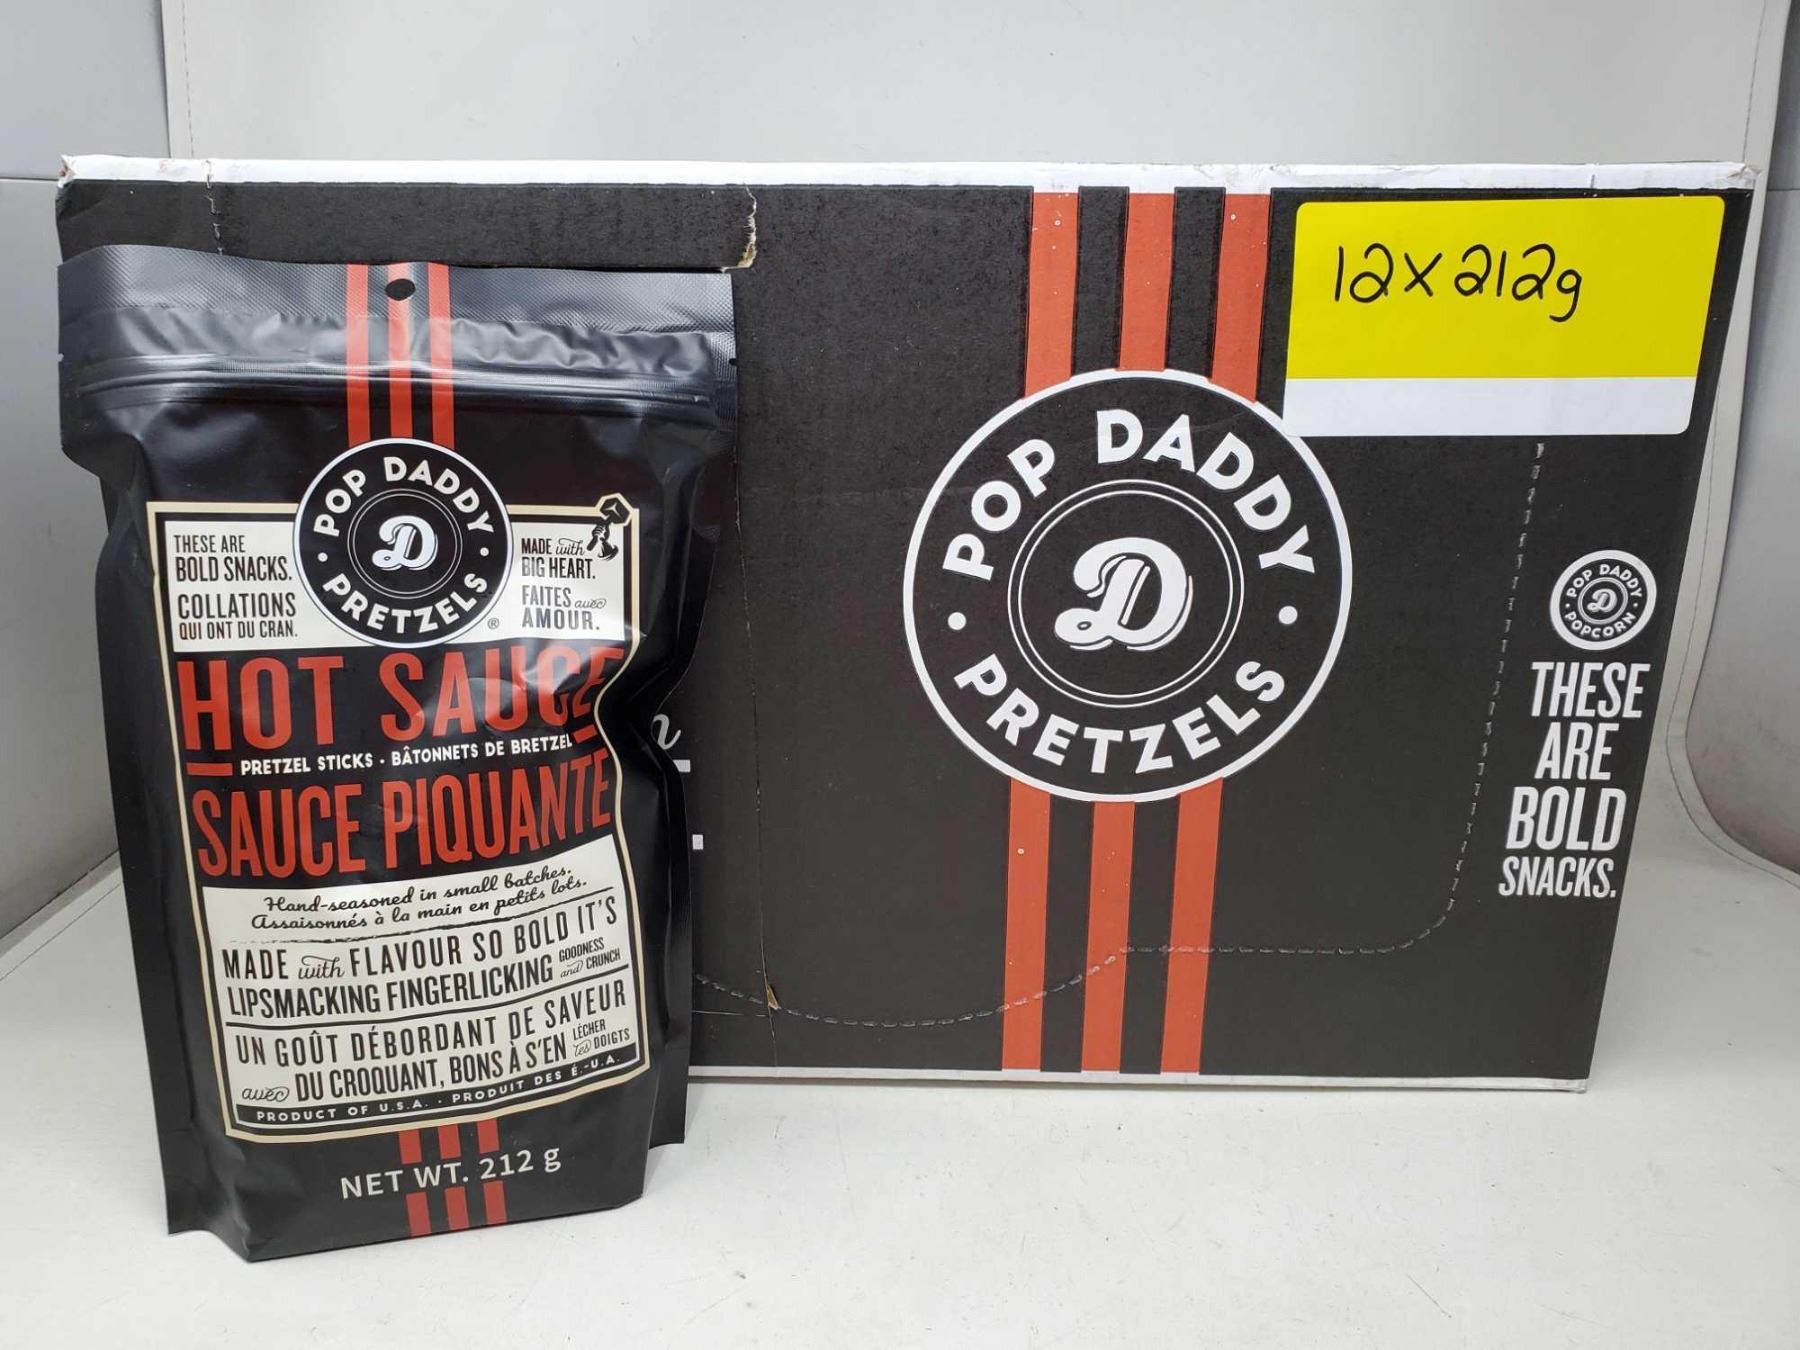 POP DADDY
D
PRETZELS
®
THESE ARE
BOLD SNACKS.
COLLATIONS
QUI ONT DU CRAN.
MADE with
BIG HEART.
FAITES avec
AMOUR.
HOT SAUCE
PRETZEL STICKS · BÂTONNETS DE BRETZEL
SAUCE PIQUANTE
Hand-seasoned in small batches.
Assaisonnés à la main en petits lots.
MADE with FLAVOUR SO BOLD IT'S
LIPSMACKING FINGERLICKING GOODNESS and CRUNCH
UN GOÛT DÉBORDANT DE SAVEUR
avec DU CROQUANT, BONS À S'EN LÉCHER les DOIGTS
PRODUCT OF U.S.A. · PRODUIT DES É.-U.A.
NET WT. 212 g
12x212g
POP DADDY
D
PRETZELS
POP DADDY
D
POPCORN
THESE
ARE
BOLD
SNACKS.